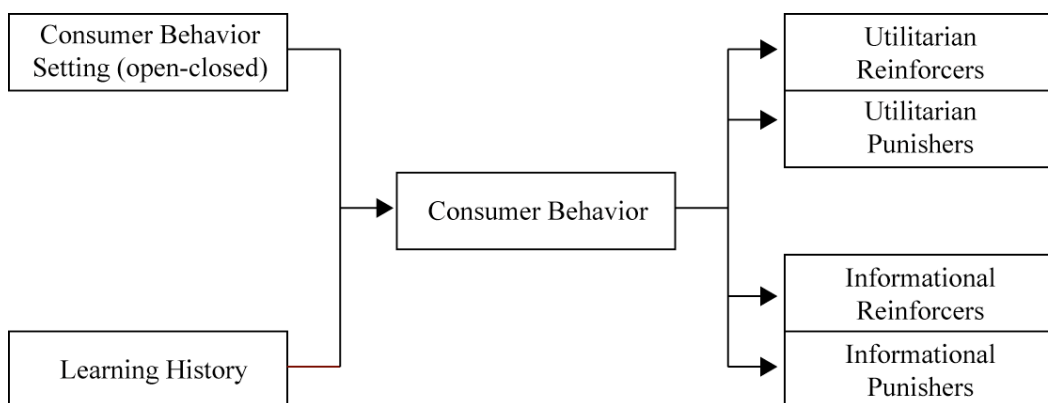 Consumer Behavior
Setting (open-closed)
Learning History
Consumer Behavior
Utilitarian
Reinforcers
Utilitarian
Punishers
Informational
Reinforcers
Informational
Punishers